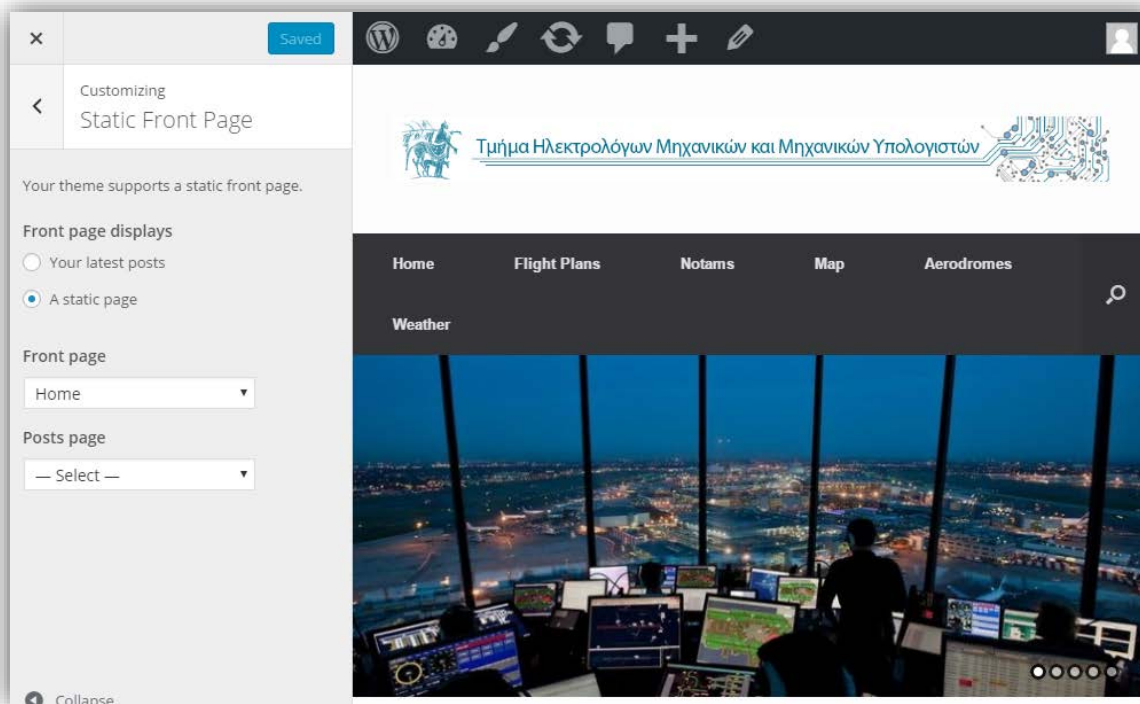 Saved
Customizing
Static Front Page
Your theme supports a static front page.
Front page displays
Your latest posts
A static page
Front page
Home
Posts page
— Select —
Collapse
Τμήμα Ηλεκτρολόγων Μηχανικών και Μηχανικών Υπολογιστών
Home Flight Plans Notams Map Aerodromes
Weather